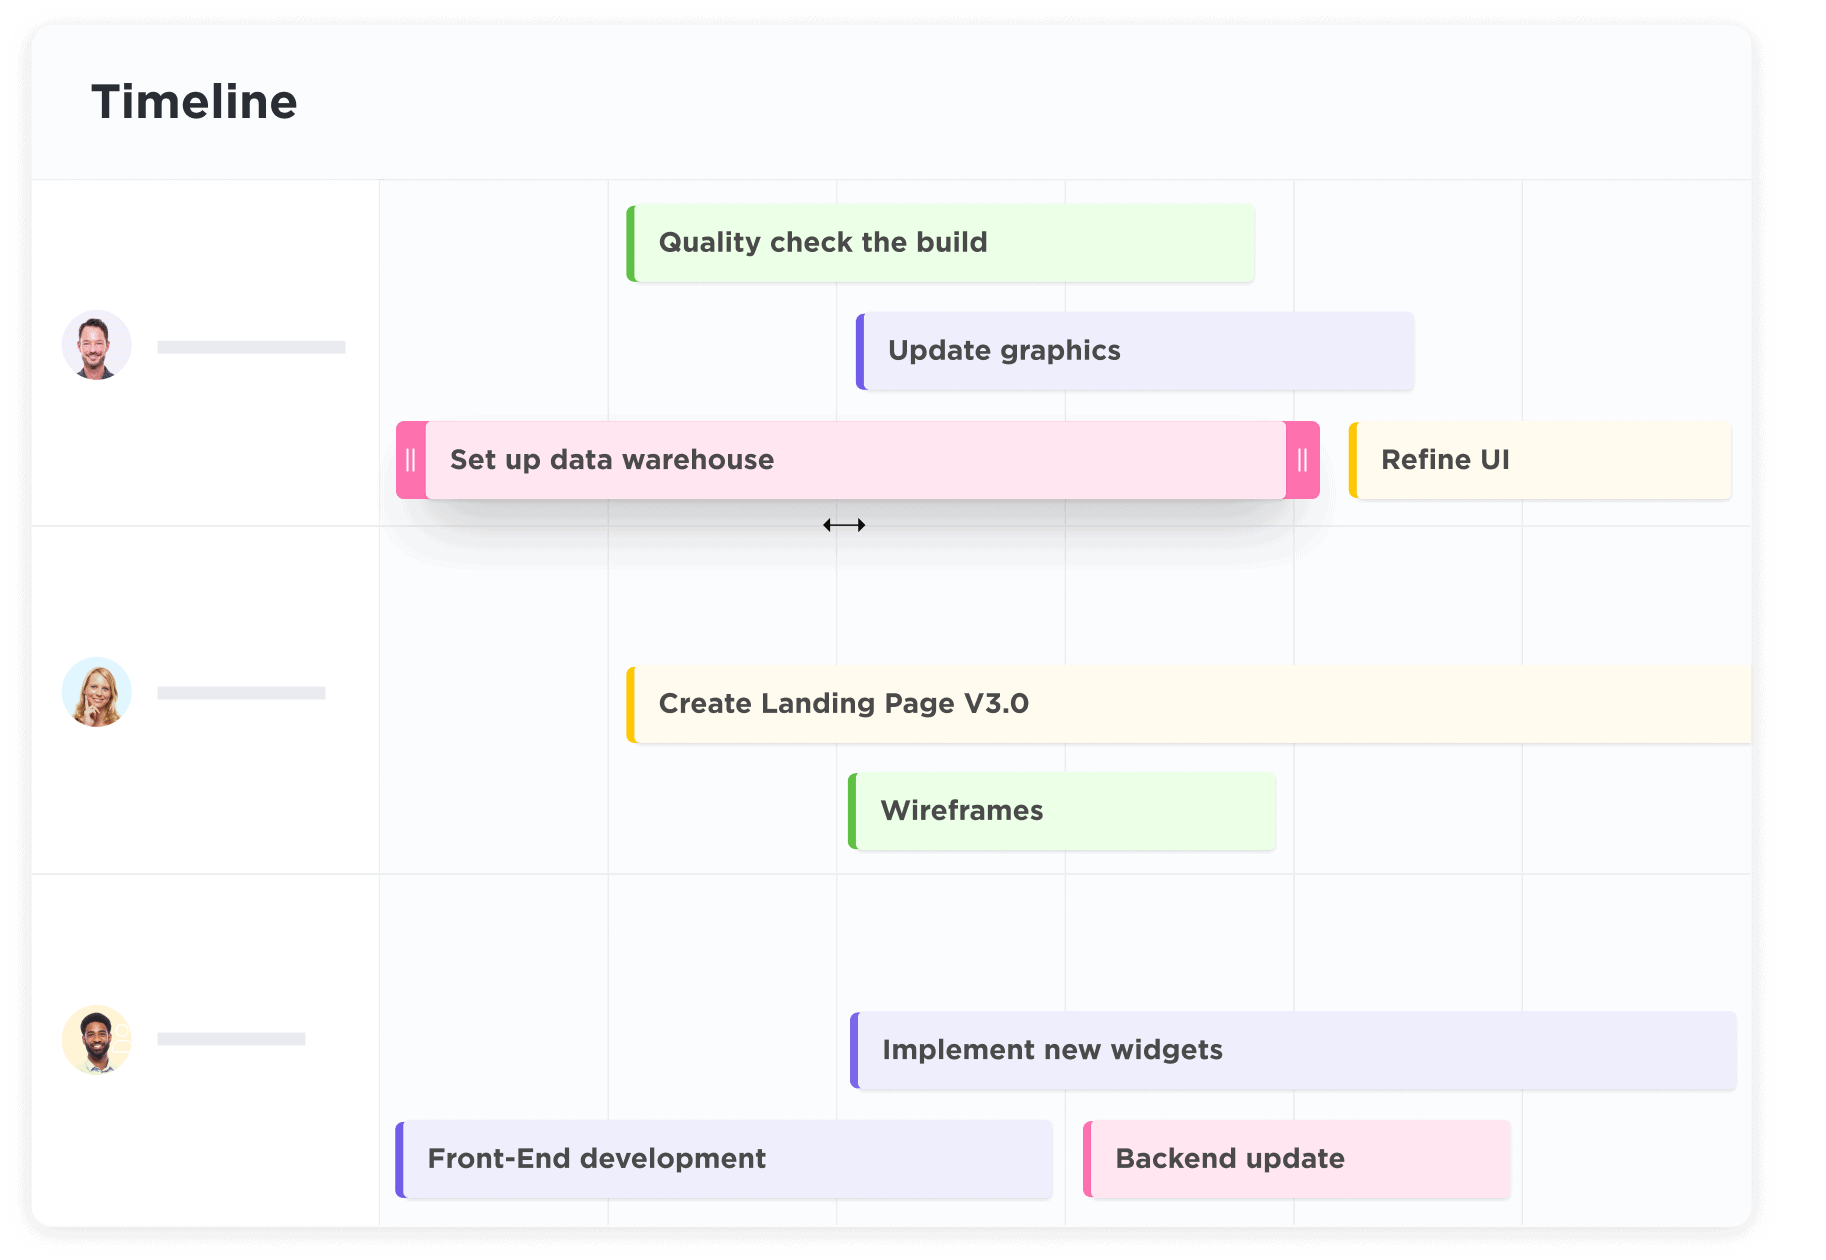 Timeline
Quality check the build
Update graphics
Set up data warehouse
Refine UI
Create Landing Page V3.0
Wireframes
Implement new widgets
Front-End development
Backend update